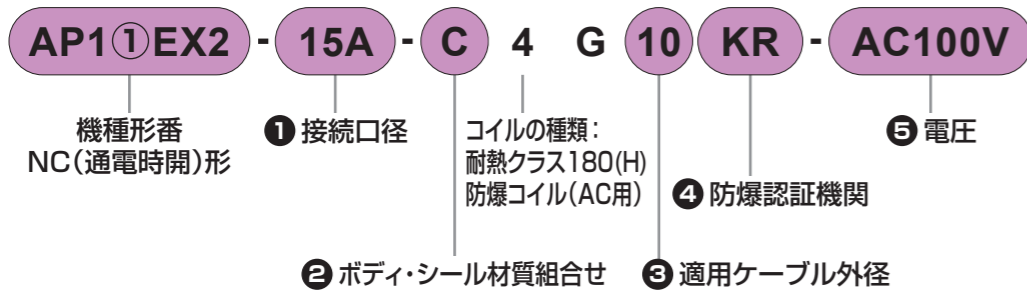 AP1①EX2 - 15A - C 4 G 10 KR - AC100V
機種形番
NC(通電時開)形
❶ 接続口径
コイルの種類:
耐熱クラス180(H)
防爆コイル(AC用)
❺ 電圧
❹ 防爆認証機関
❷ ボディ・シール材質組合せ
❸ 適用ケーブル外径